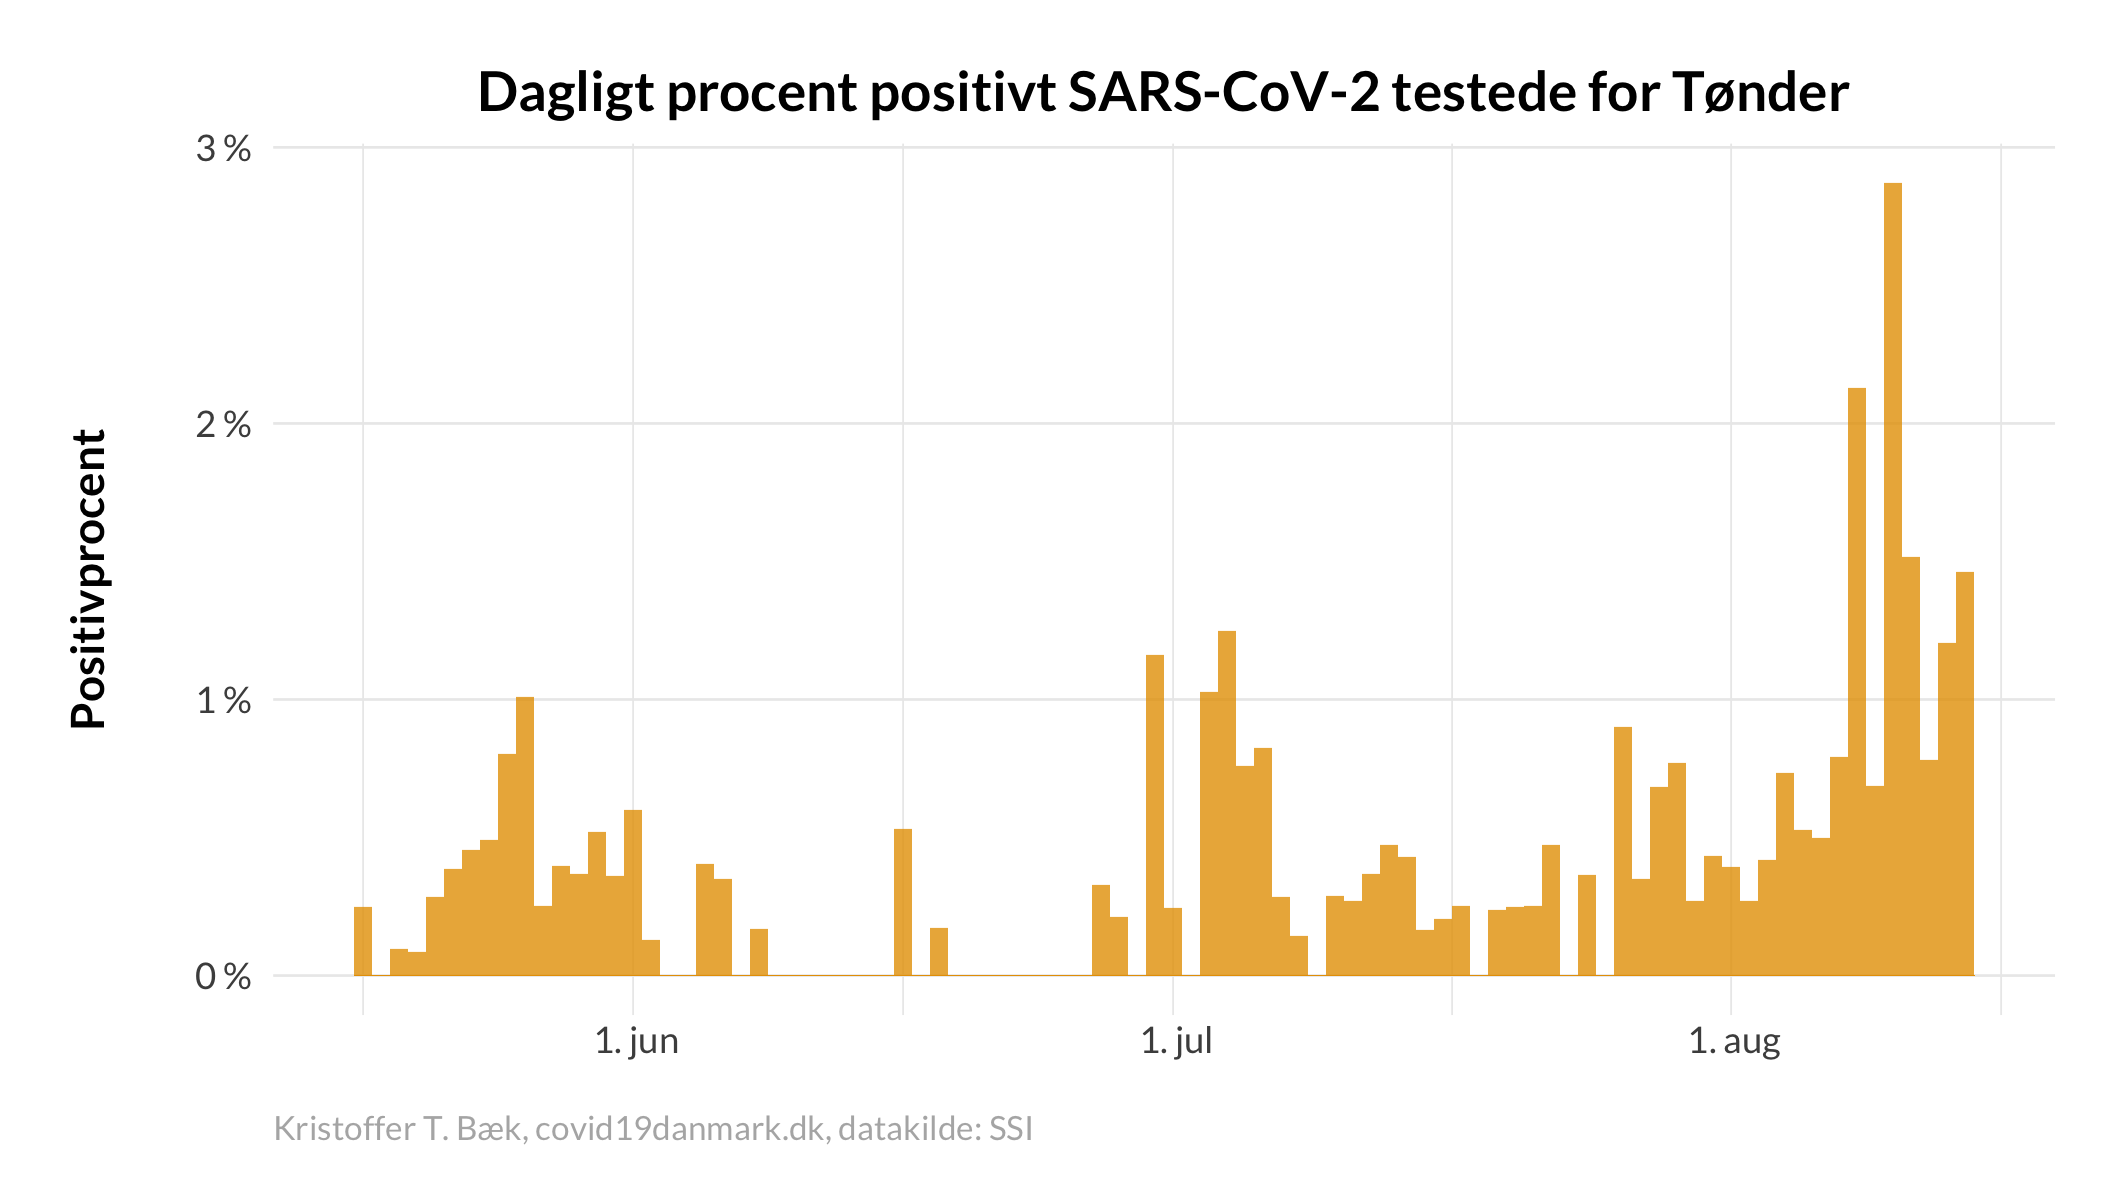 Dagligt procent positivt SARS-CoV-2 testede for Tønder
Positivprocent
3 %
2 %
1 %
0 %
1. jun
1. jul
1. aug
Kristoffer T. Bæk, covid19danmark.dk, datakilde: SSI